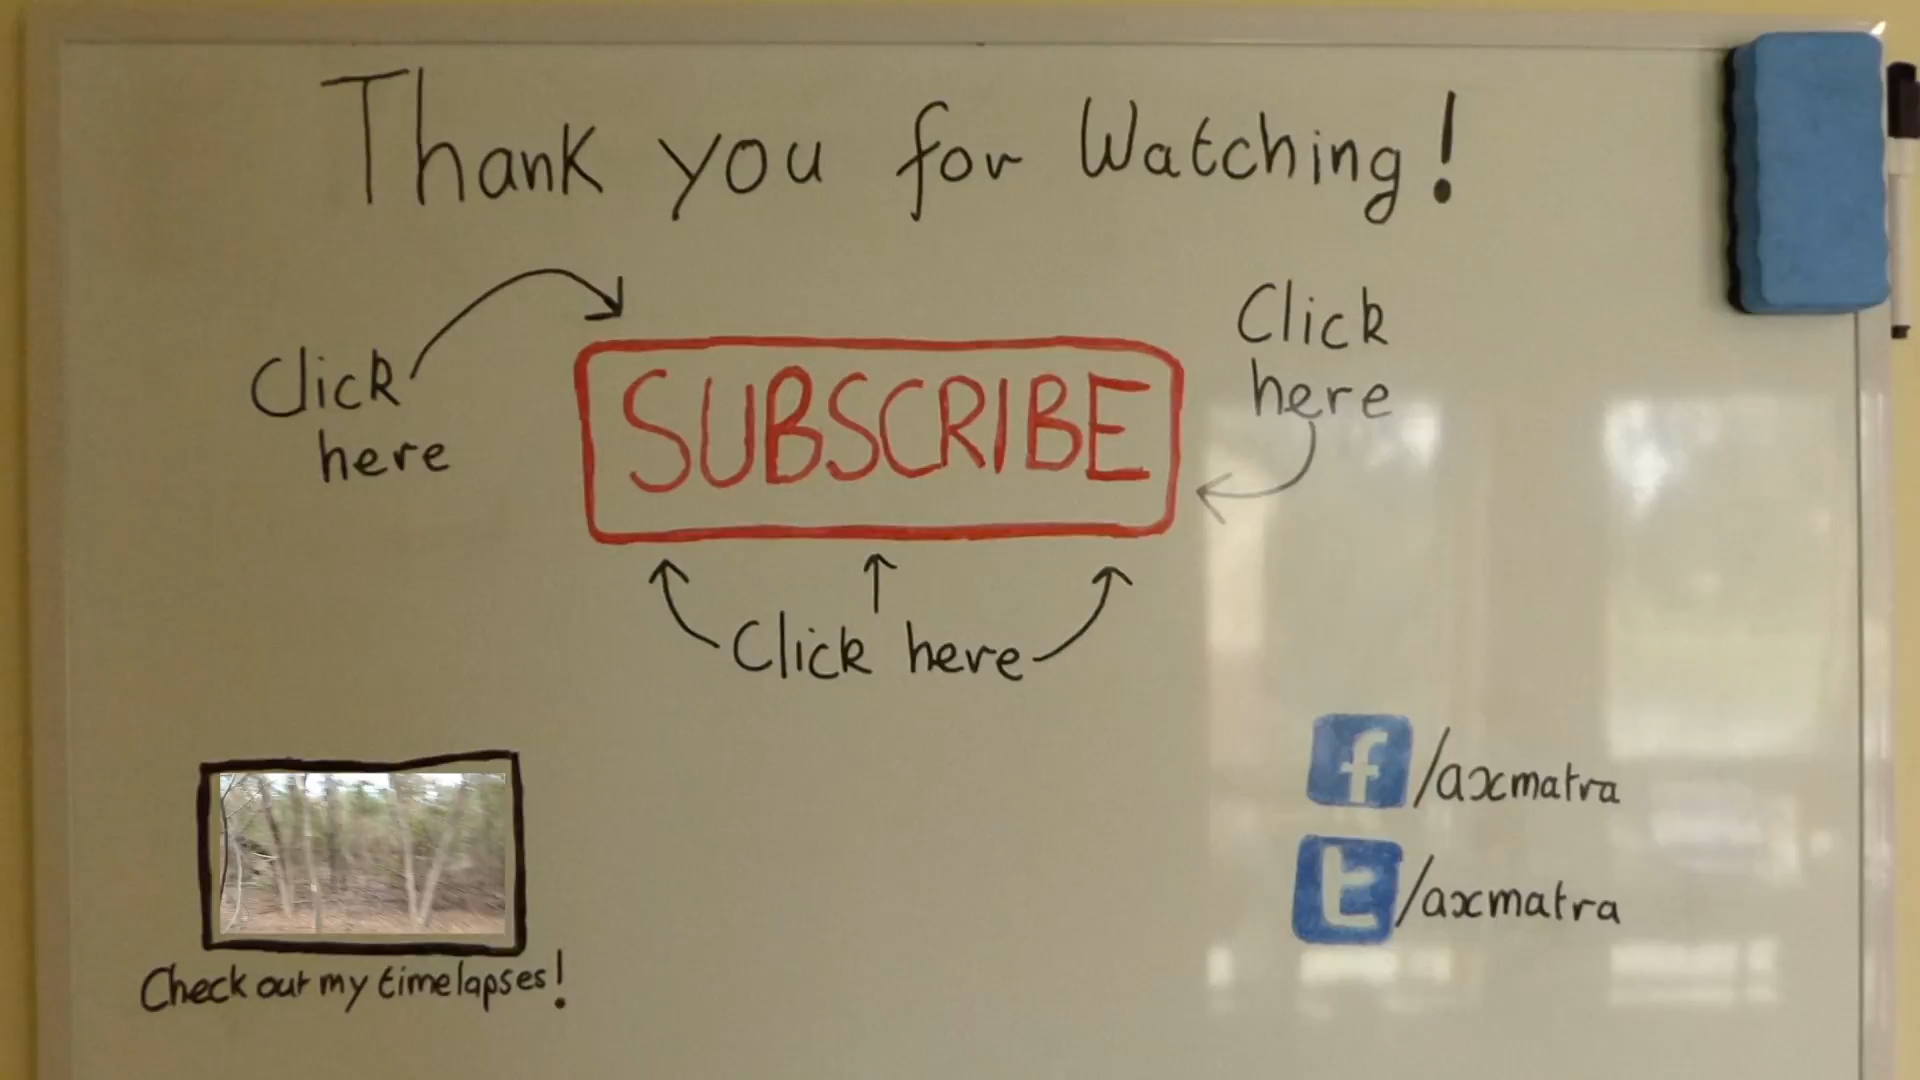 Thank you for Watching!
Click
here
SUBSCRIBE
Click
here
Click here
f/axmatra
t/axmatra
Check out my timelapses!